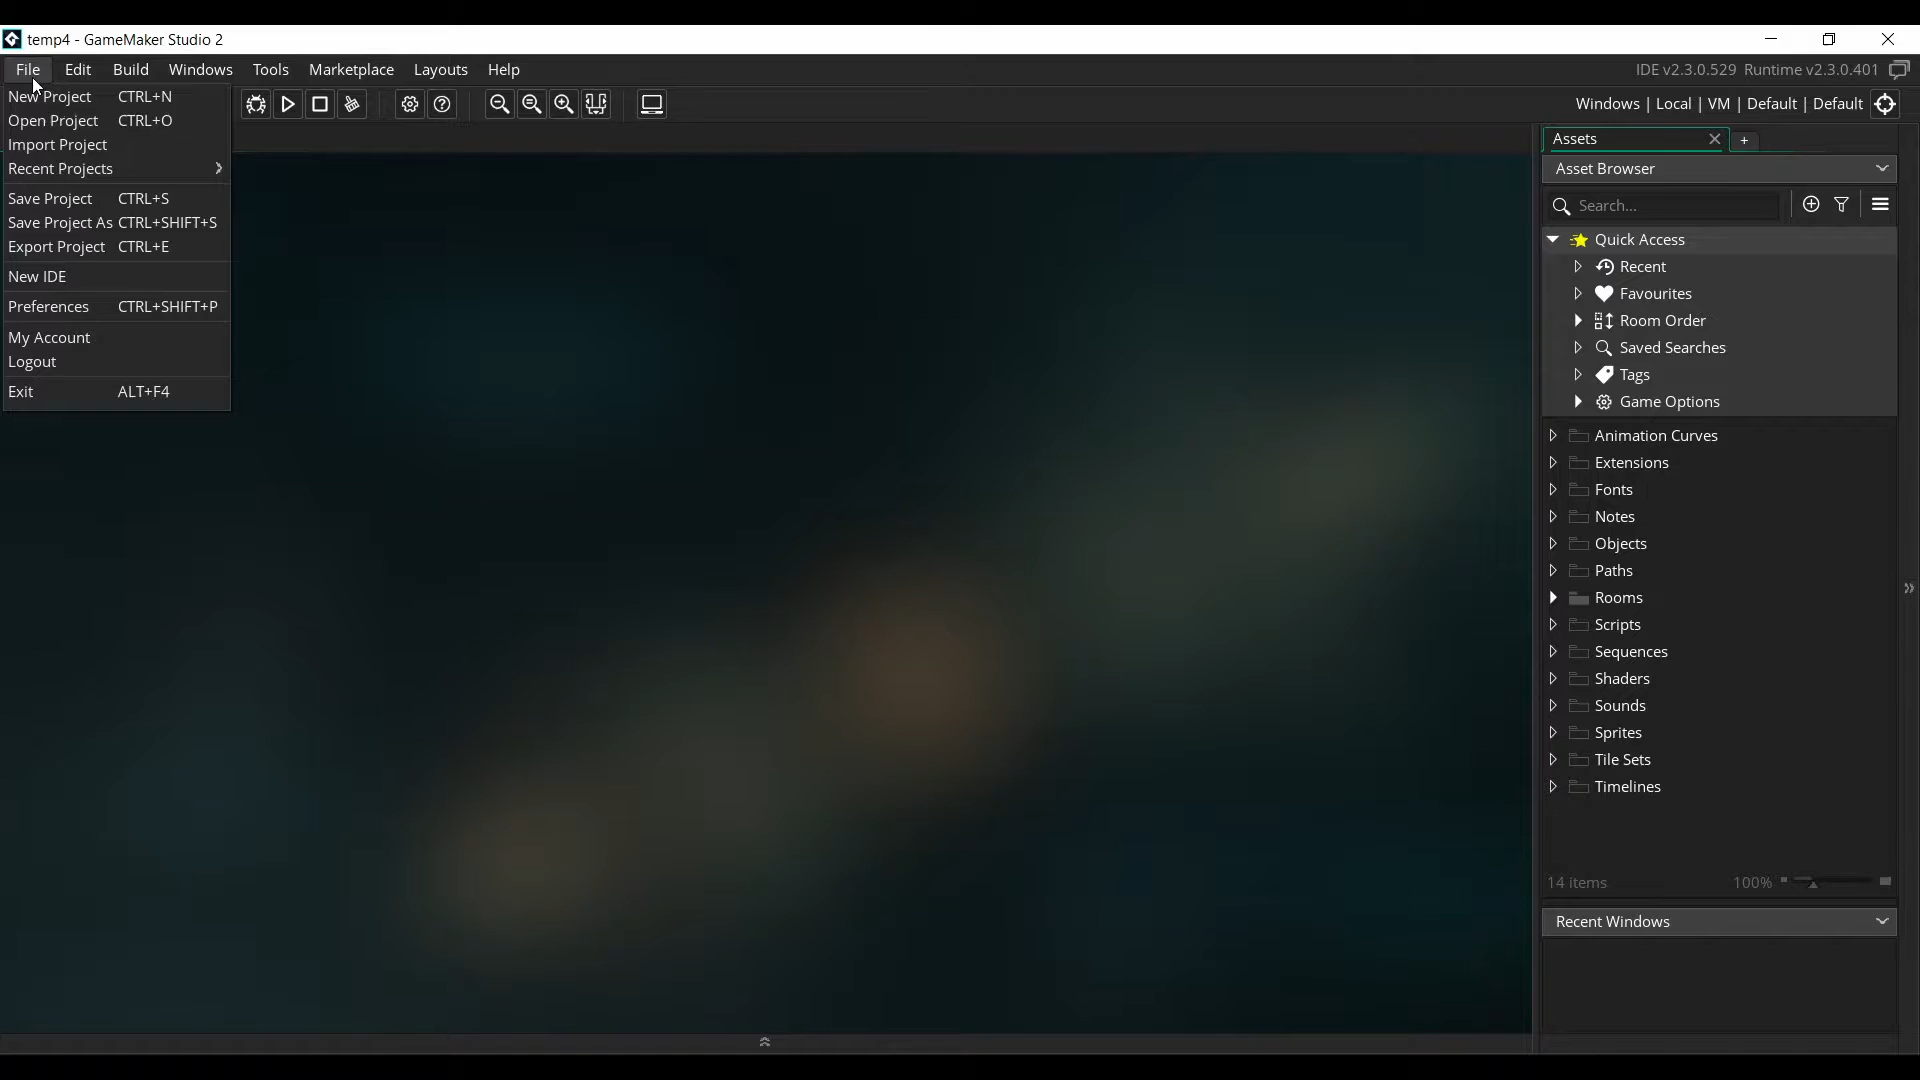 temp4 - GameMaker Studio 2
File Edit Build Windows Tools Marketplace Layouts Help
IDE v2.3.0.529 Runtime v2.3.0.401
New Project CTRL+N
Open Project CTRL+O
Import Project
Recent Projects
Save Project CTRL+S
Save Project As CTRL+SHIFT+S
Export Project CTRL+E
New IDE
Preferences CTRL+SHIFT+P
My Account
Logout
Exit ALT+F4
Windows | Local | VM | Default | Default
Assets
Asset Browser
Search...
Quick Access
Recent
Favourites
Room Order
Saved Searches
Tags
Game Options
Animation Curves
Extensions
Fonts
Notes
Objects
Paths
Rooms
Scripts
Sequences
Shaders
Sounds
Sprites
Tile Sets
Timelines
14 items 100%
Recent Windows